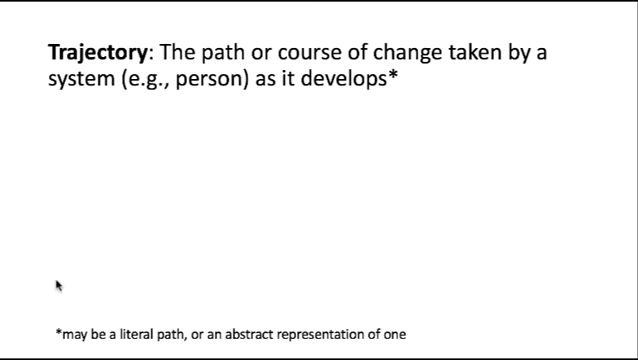 Trajectory: The path or course of change taken by a
system (e.g., person) as it develops*
*may be a literal path, or an abstract representation of one